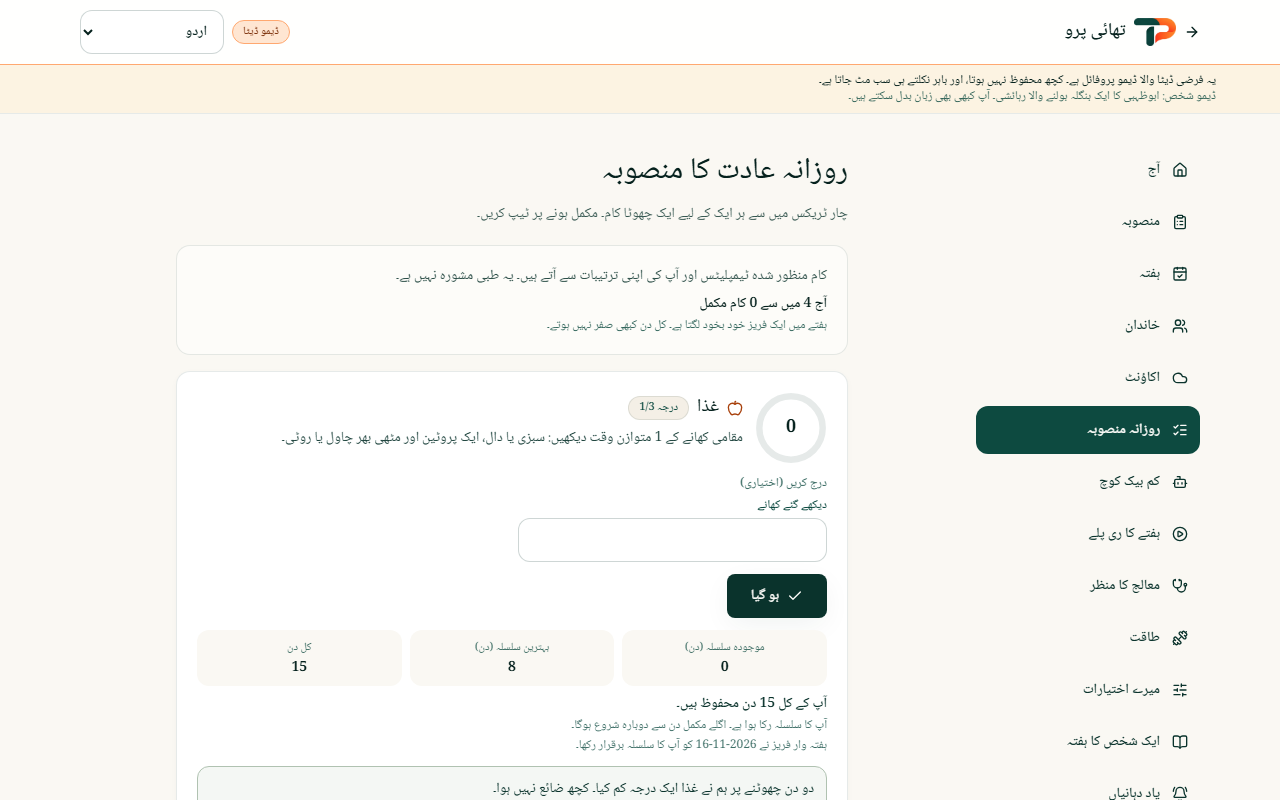 تھائی پرو
ڈیمو ڈیٹا
اردو
یہ فرضی ڈیٹا والا ڈیمو پروفائل ہے۔ کچھ محفوظ نہیں ہوتا، اور باہر نکلتے ہی سب مٹ جاتا ہے۔
ڈیمو شخص: ابوظہبی کا ایک بنگلہ بولنے والا رہائشی۔ آپ کبھی بھی زبان بدل سکتے ہیں۔
آج
منصوبہ
ہفتہ
خاندان
اکاؤنٹ
روزانہ منصوبہ
کم بیک کوچ
ہفتے کا ری پلے
معالج کا منظر
طاقت
میرے اختیارات
ایک شخص کا ہفتہ
یاد دہانیاں
روزانہ عادت کا منصوبہ
چار ٹریکس میں سے ہر ایک کے لیے ایک چھوٹا کام۔ مکمل ہونے پر ٹیپ کریں۔
کام منظور شدہ ٹیمپلیٹس اور آپ کی اپنی ترتیبات سے آتے ہیں۔ یہ طبی مشورہ نہیں ہے۔
آج 4 میں سے 0 کام مکمل
ہفتے میں ایک فریز خود بخود لگتا ہے۔ کل دن کبھی صفر نہیں ہوتے۔
0
غذا
درجہ 1/3
مقامی کھانے کے 1 متوازن وقت دیکھیں: سبزی یا دال، ایک پروٹین اور مٹھی بھر چاول یا روٹی۔
درج کریں (اختیاری)
دیکھے گئے کھانے
ہو گیا
موجودہ سلسلہ (دن)
0
بہترین سلسلہ (دن)
8
کل دن
15
آپ کے کل 15 دن محفوظ ہیں۔
آپ کا سلسلہ رکا ہوا ہے۔ اگلے مکمل دن سے دوبارہ شروع ہوگا۔
ہفتہ وار فریز نے 2026-11-16 کو آپ کا سلسلہ برقرار رکھا۔
دو دن چھوٹنے پر ہم نے غذا ایک درجہ کم کیا۔ کچھ ضائع نہیں ہوا۔